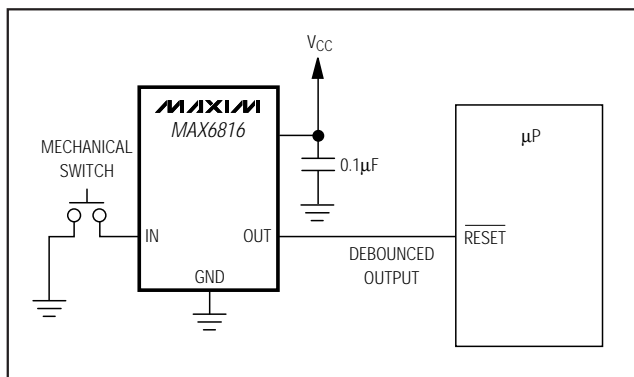 VCC
MAXIM
MAX6816
µP
MECHANICAL
SWITCH
0.1µF
IN
OUT
RESET
DEBOUNCED
OUTPUT
GND